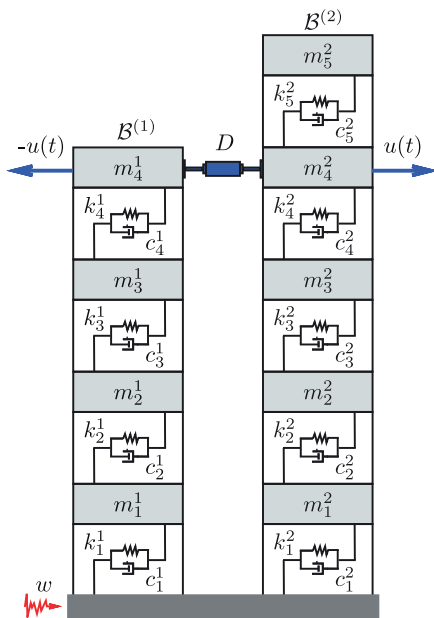 $\mathcal{B}^{(2)}$
$m_5^2$
$k_5^2$
$c_5^2$
$\mathcal{B}^{(1)}$
$-u(t)$ $m_4^1$ $D$ $m_4^2$ $u(t)$
$k_4^1$ $k_4^2$
$c_4^1$ $c_4^2$
$m_3^1$ $m_3^2$
$k_3^1$ $k_3^2$
$c_3^1$ $c_3^2$
$m_2^1$ $m_2^2$
$k_2^1$ $k_2^2$
$c_2^1$ $c_2^2$
$m_1^1$ $m_1^2$
$k_1^1$ $k_1^2$
$c_1^1$ $c_1^2$
$w$